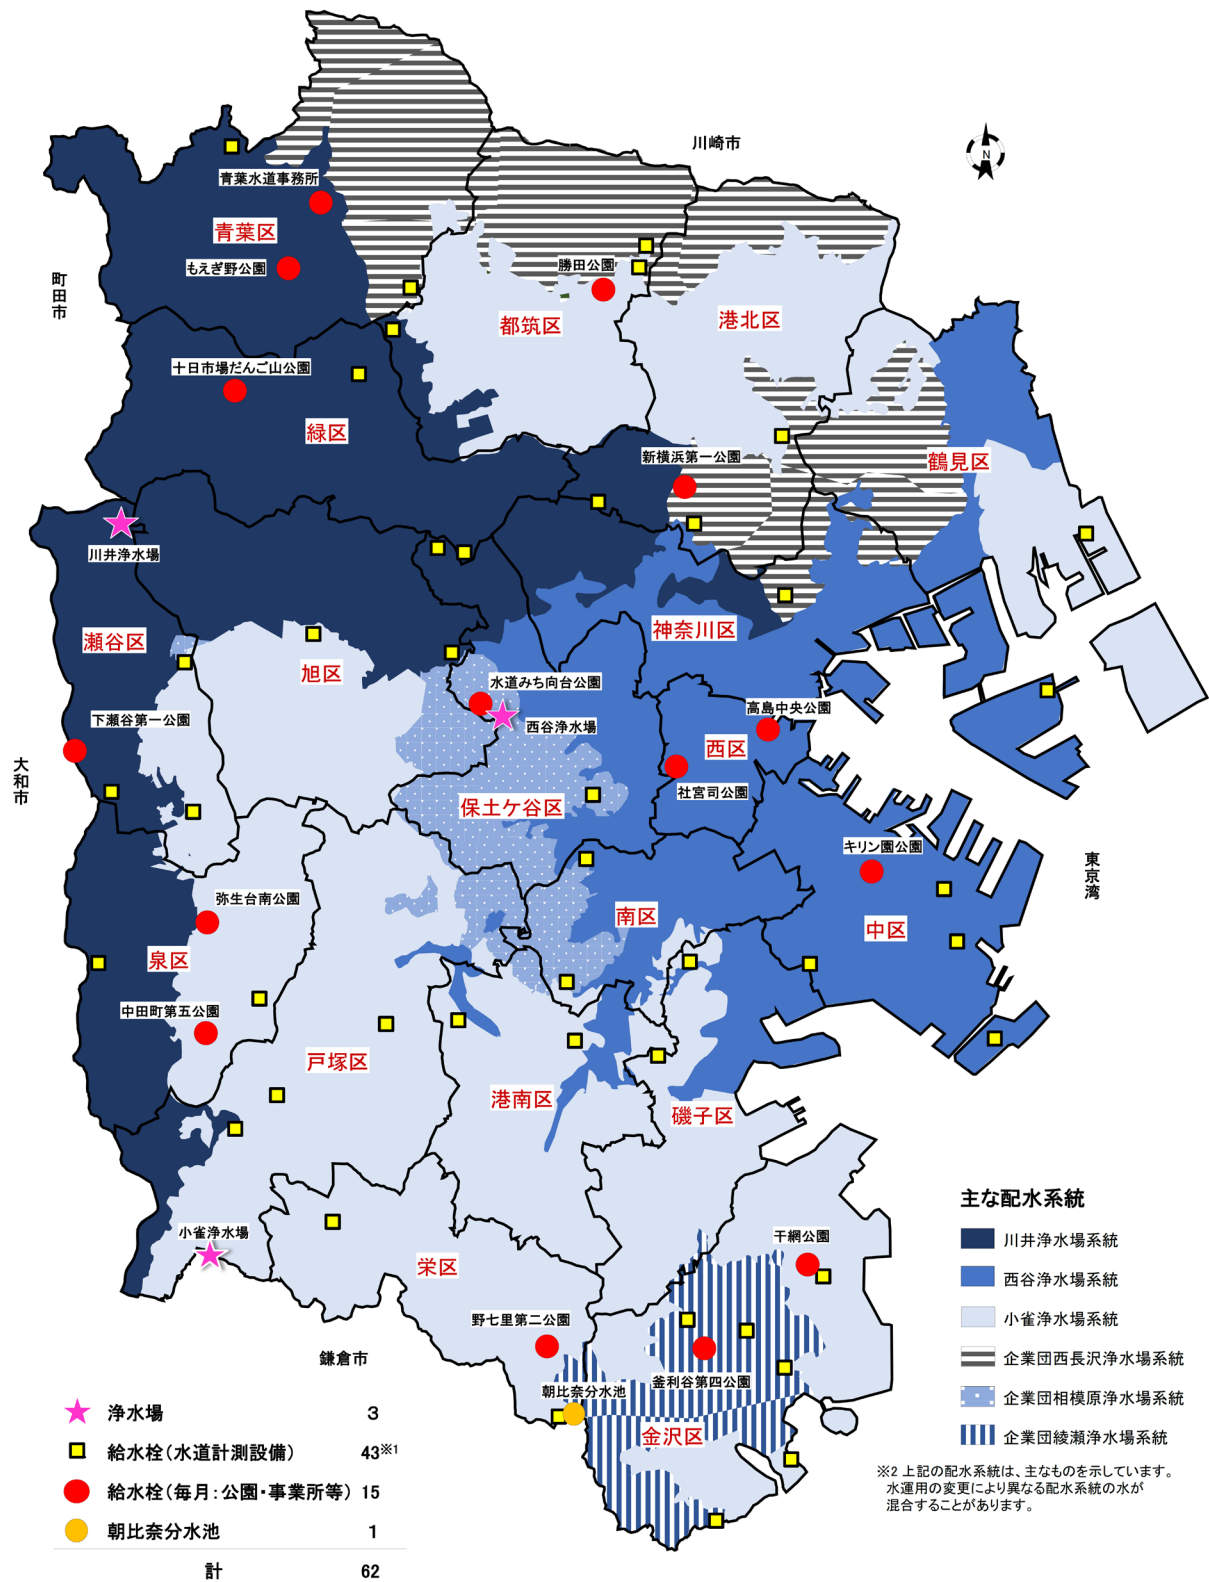 川崎市
N
青葉水道事務所
青葉区
もえぎ野公園
町田市
勝田公園
都筑区
港北区
十日市場だんご山公園
緑区
新横浜第一公園
鶴見区
川井浄水場
瀬谷区
神奈川区
旭区
水道みち向台公園
下瀬谷第一公園
西谷浄水場
高島中央公園
西区
大和市
社宮司公園
保土ケ谷区
キリン園公園
東京湾
弥生台南公園
南区
中区
泉区
中田町第五公園
戸塚区
港南区
磯子区
小雀浄水場
干網公園
栄区
野七里第二公園
鎌倉市
朝比奈分水池
釜利谷第四公園
金沢区
主な配水系統
川井浄水場系統
西谷浄水場系統
小雀浄水場系統
企業団西長沢浄水場系統
企業団相模原浄水場系統
企業団綾瀬浄水場系統
※2 上記の配水系統は、主なものを示しています。
水運用の変更により異なる配水系統の水が
混合することがあります。
浄水場 3
給水栓(水道計測設備) 43※1
給水栓(毎月:公園・事業所等) 15
朝比奈分水池 1
計 62